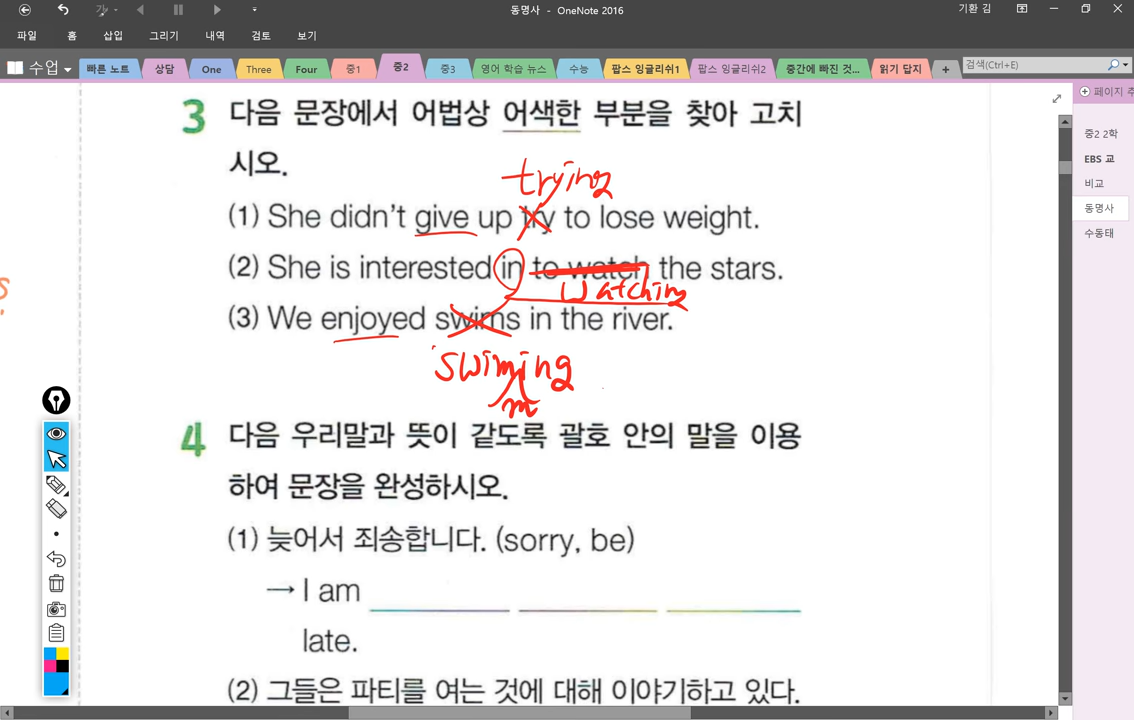 동명사 - OneNote 2016
기환 김
파일 홈 삽입 그리기 내역 검토 보기
수업 빠른 노트 상담 One Three Four 중1 중2 중3 영어 학습 뉴스 수능 팝스 잉글리쉬1 팝스 잉글리쉬2 중간에 빠진 것... 읽기 답지 +
검색(Ctrl+E)
페이지 추
중2 2학
EBS 교
비교
동명사
수동태
3 다음 문장에서 어법상 어색한 부분을 찾아 고치
시오.
trying
(1) She didn't give up try to lose weight.
(2) She is interested in to watch the stars.
watching
(3) We enjoyed swims in the river.
swiming
m
4 다음 우리말과 뜻이 같도록 괄호 안의 말을 이용
하여 문장을 완성하시오.
(1) 늦어서 죄송합니다. (sorry, be)
→ I am
late.
(2) 그들은 파티를 여는 것에 대해 이야기하고 있다.